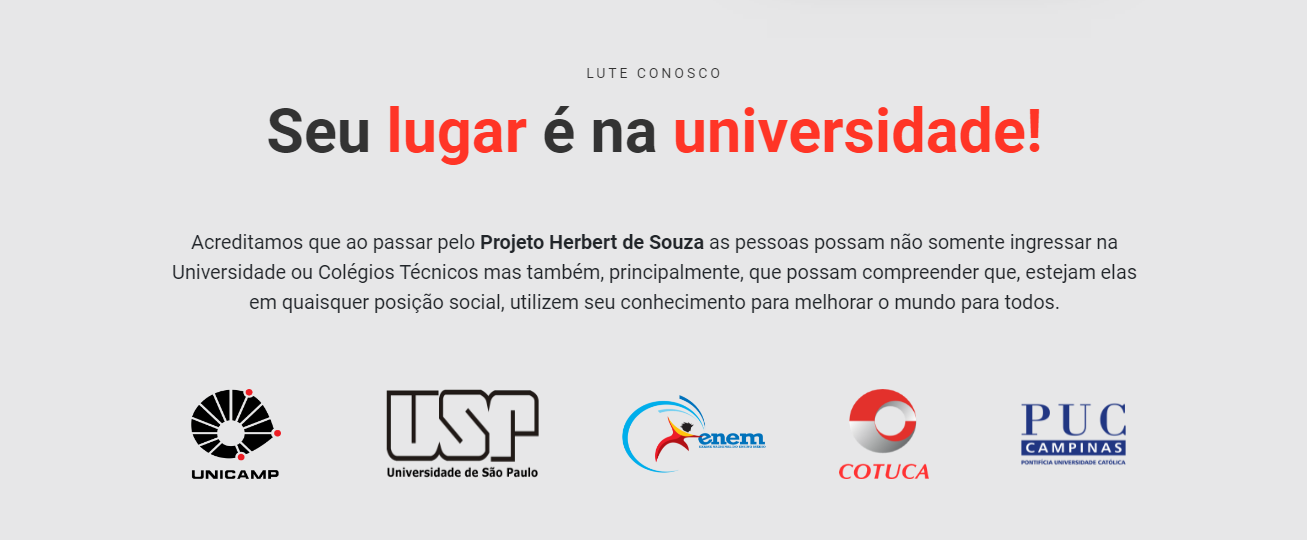 LUTE CONOSCO
Seu lugar é na universidade!
Acreditamos que ao passar pelo Projeto Herbert de Souza as pessoas possam não somente ingressar na
Universidade ou Colégios Técnicos mas também, principalmente, que possam compreender que, estejam elas
em quaisquer posição social, utilizem seu conhecimento para melhorar o mundo para todos.
UNICAMP
USP
Universidade de São Paulo
enem
COTUCA
PUC
CAMPINAS
PONTIFÍCIA UNIVERSIDADE CATÓLICA